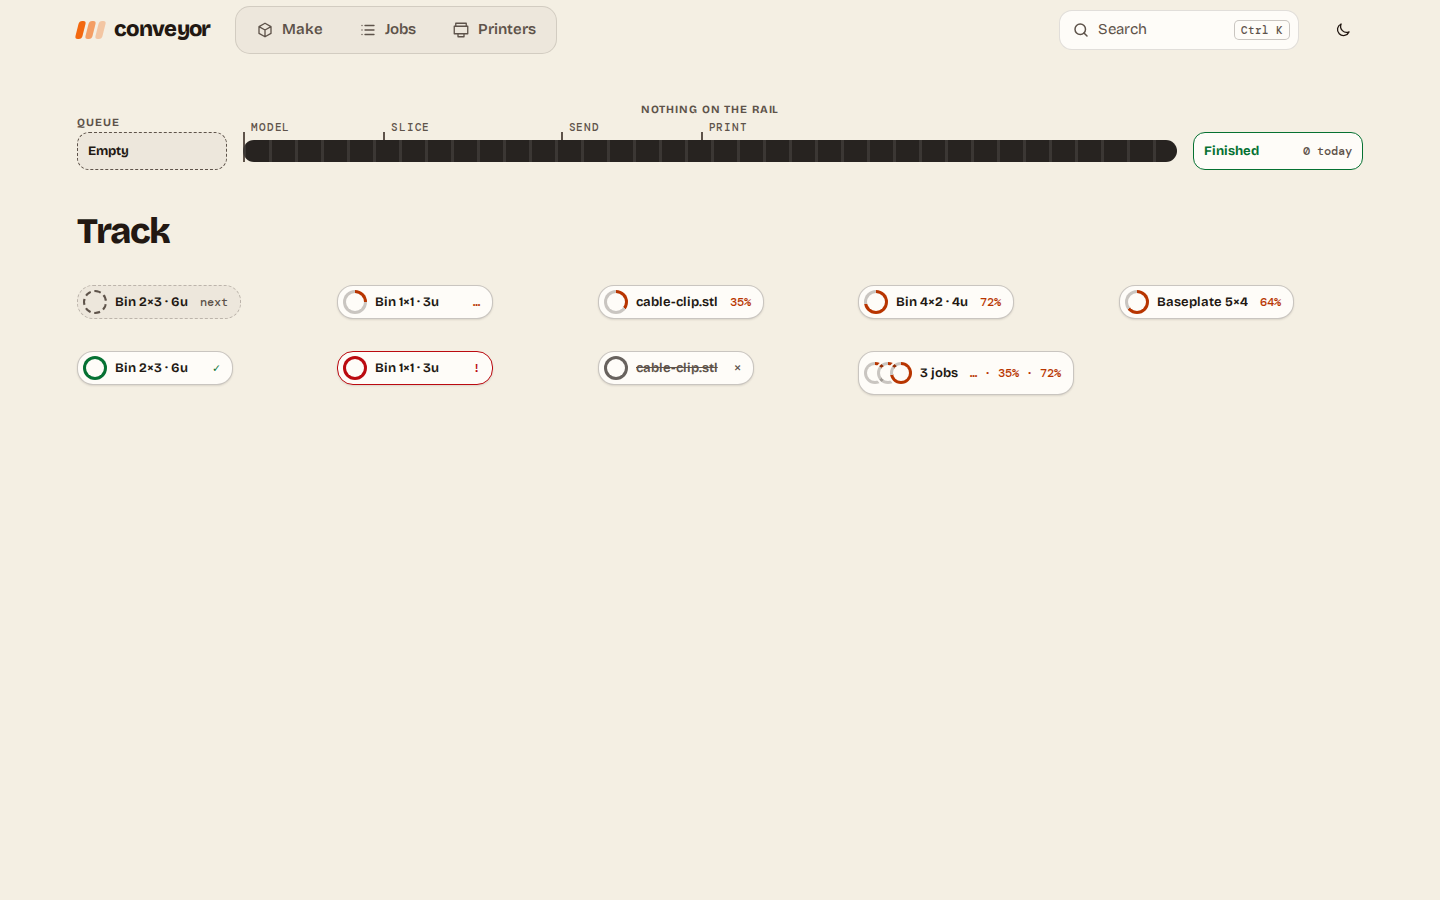 conveyor
Make
Jobs
Printers
Search
Ctrl K
NOTHING ON THE RAIL
QUEUE
MODEL
SLICE
SEND
PRINT
Empty
Finished
0 today
Track
Bin 2×3 · 6u next
Bin 1×1 · 3u …
cable-clip.stl 35%
Bin 4×2 · 4u 72%
Baseplate 5×4 64%
Bin 2×3 · 6u ✓
Bin 1×1 · 3u !
cable-clip.stl ×
3 jobs … · 35% · 72%